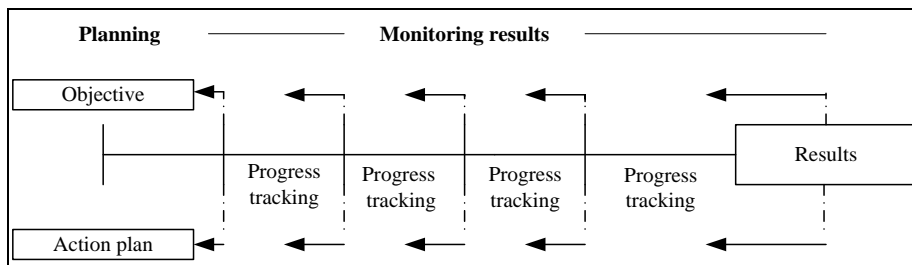 Planning Monitoring results
Objective
Results
Progress
tracking
Progress
tracking
Progress
tracking
Progress
tracking
Action plan